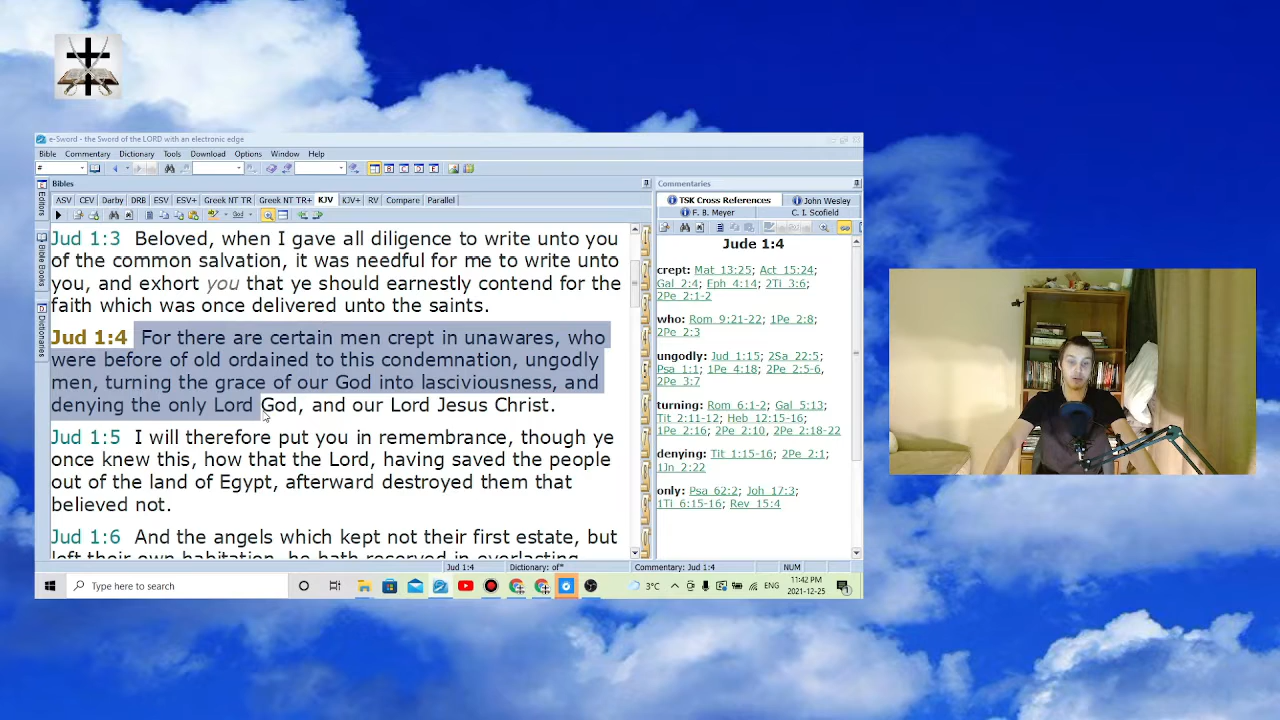 e-Sword - the Sword of the LORD with an electronic edge
Bible Commentary Dictionary Tools Download Options Window Help
#
Bibles
ASV CEV Darby DRB ESV ESV+ Greek NT TR Greek NT TR+ KJV KJV+ RV Compare Parallel
Editors
Bible Books
Dictionaries
Jud 1:3 Beloved, when I gave all diligence to write unto you
of the common salvation, it was needful for me to write unto
you, and exhort you that ye should earnestly contend for the
faith which was once delivered unto the saints.
Jud 1:4 For there are certain men crept in unawares, who
were before of old ordained to this condemnation, ungodly
men, turning the grace of our God into lasciviousness, and
denying the only Lord God, and our Lord Jesus Christ.
Jud 1:5 I will therefore put you in remembrance, though ye
once knew this, how that the Lord, having saved the people
out of the land of Egypt, afterward destroyed them that
believed not.
Jud 1:6 And the angels which kept not their first estate, but
left their own habitation, he hath reserved in everlasting
Commentaries
TSK Cross References John Wesley
F. B. Meyer C. I. Scofield
Jude 1:4
crept: Mat 13:25; Act 15:24;
Gal 2:4; Eph 4:14; 2Ti 3:6;
2Pe 2:1-2
who: Rom 9:21-22; 1Pe 2:8;
2Pe 2:3
ungodly: Jud 1:15; 2Sa 22:5;
Psa 1:1; 1Pe 4:18; 2Pe 2:5-6,
2Pe 3:7
turning: Rom 6:1-2; Gal 5:13;
Tit 2:11-12; Heb 12:15-16;
1Pe 2:16; 2Pe 2:10, 2Pe 2:18-22
denying: Tit 1:15-16; 2Pe 2:1;
1Jn 2:22
only: Psa 62:2; Joh 17:3;
1Ti 6:15-16; Rev 15:4
Jud 1:4 Dictionary: of* Commentary: Jud 1:4 NUM
Type here to search
3°C ENG 11:42 PM
2021-12-25